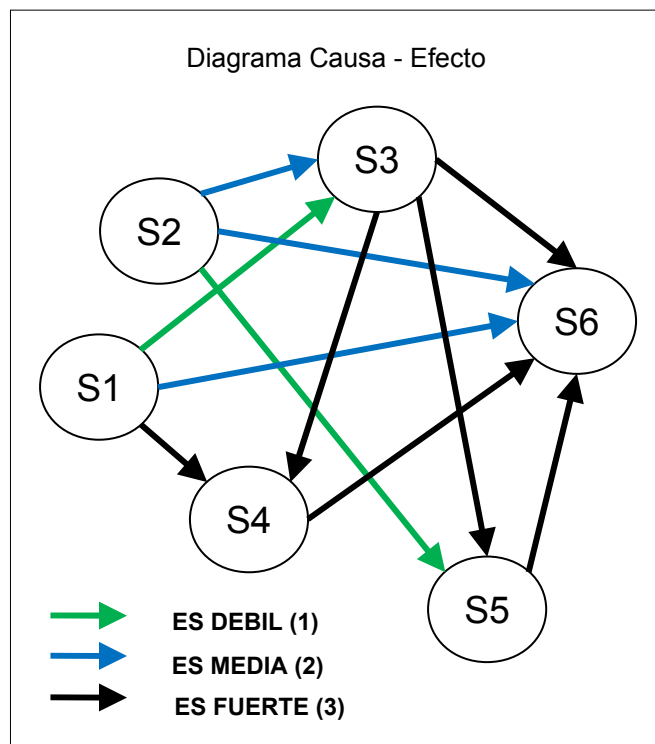 Diagrama Causa - Efecto
S3
S2
S6
S1
S4
S5
ES DEBIL (1)
ES MEDIA (2)
ES FUERTE (3)